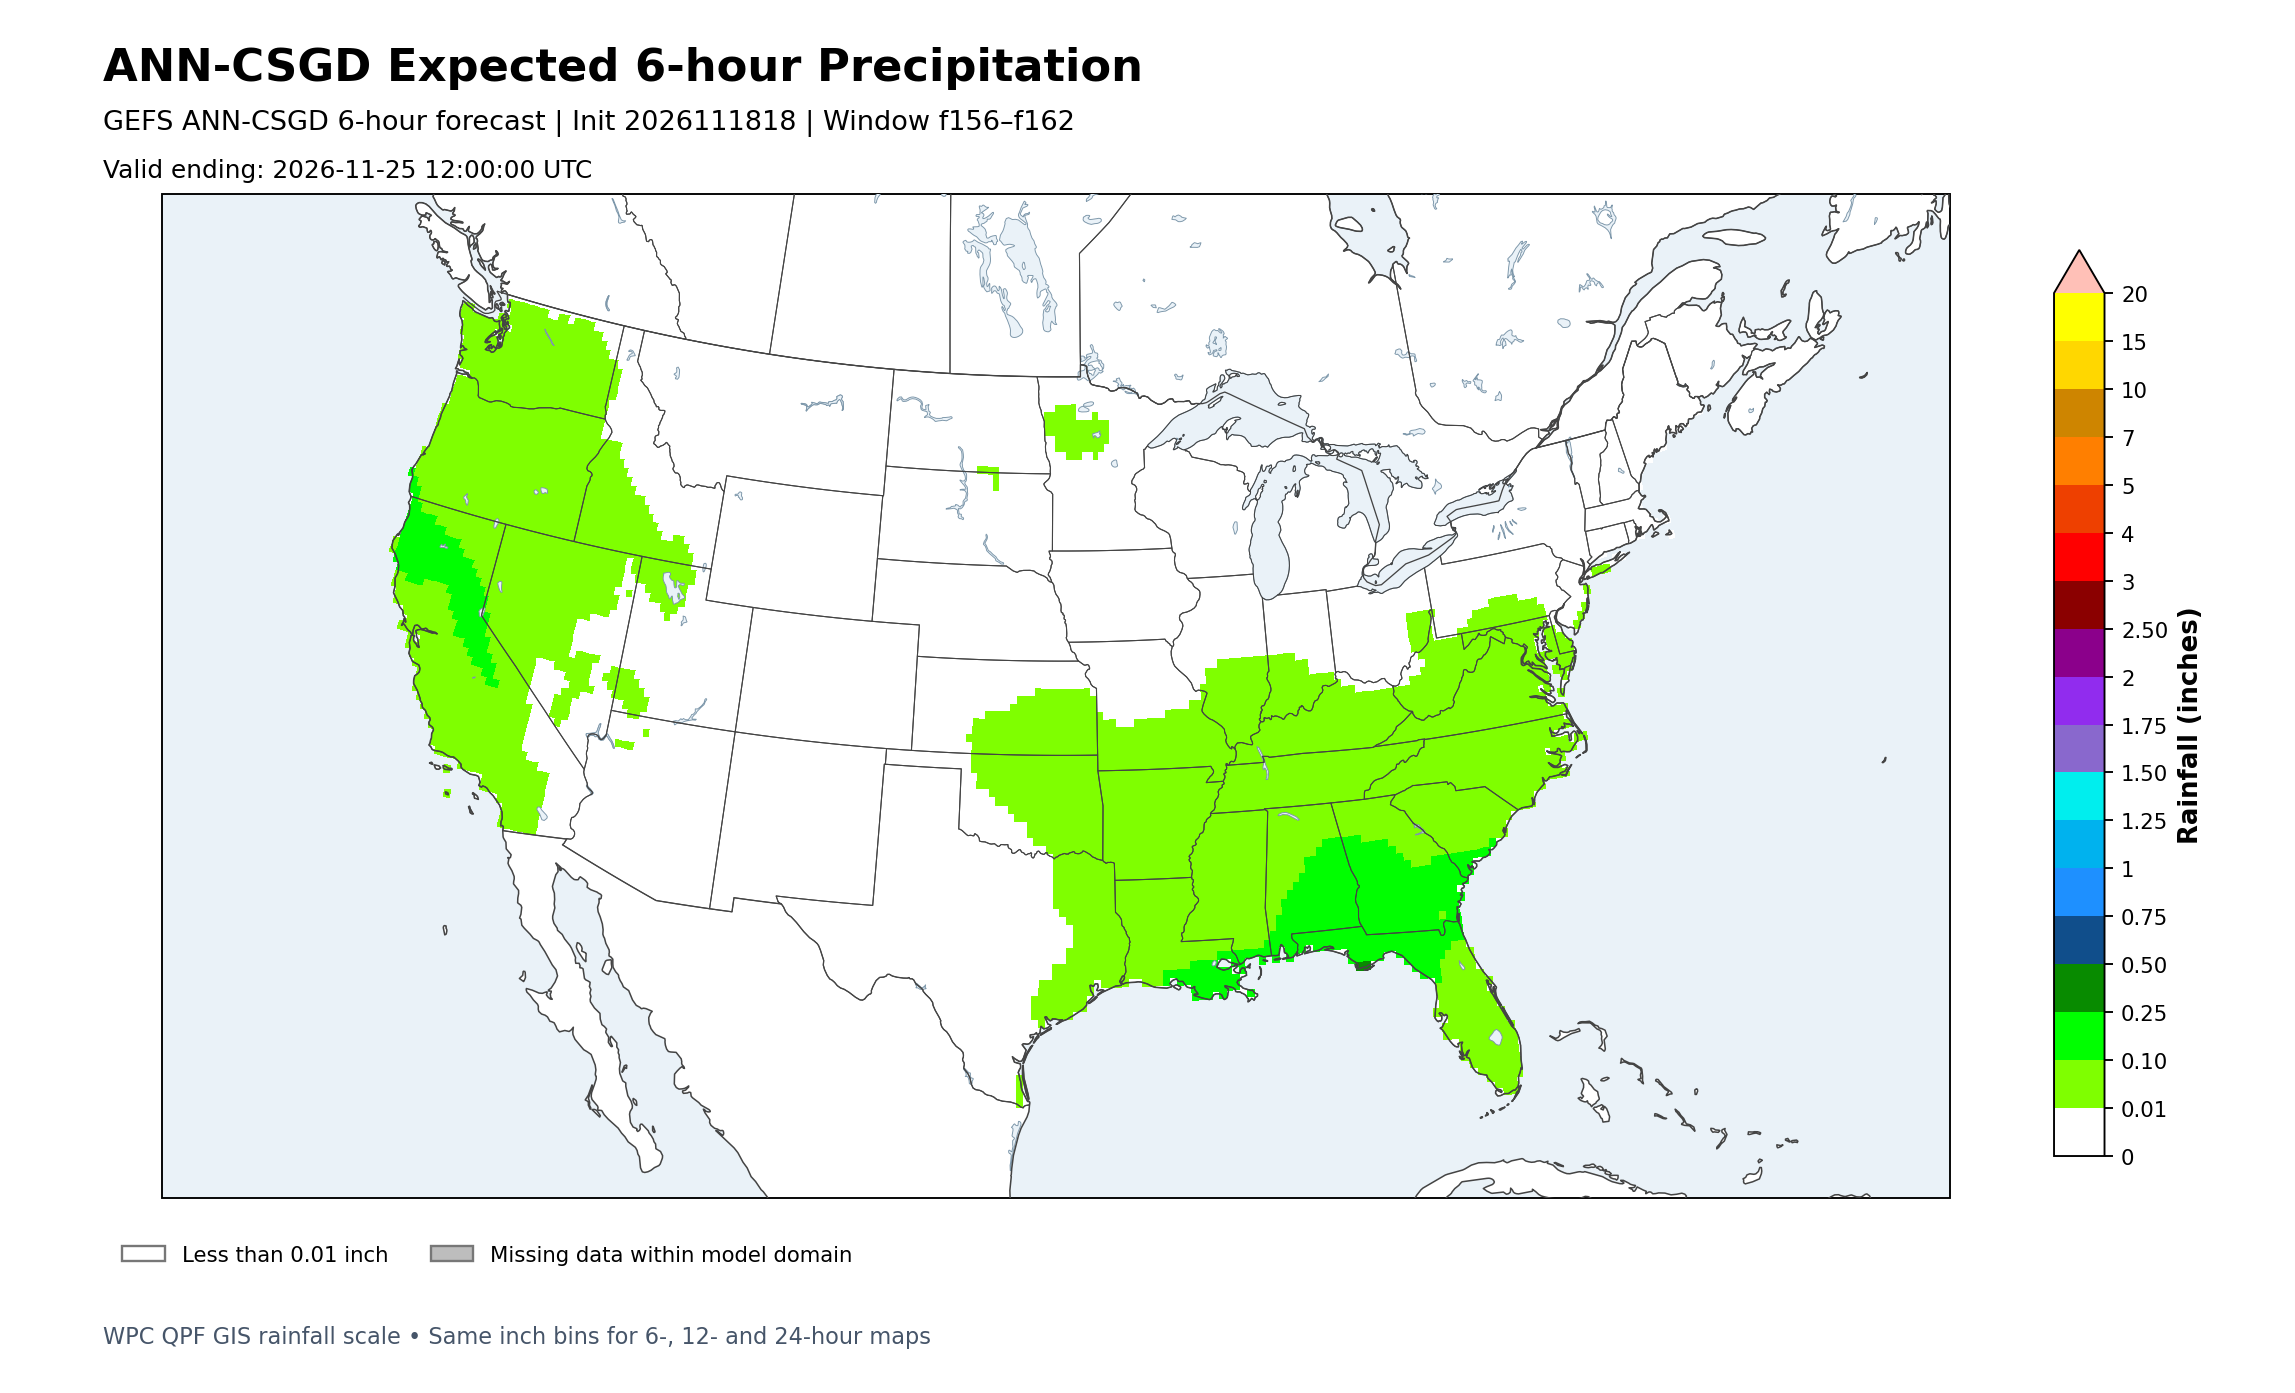 ANN-CSGD Expected 6-hour Precipitation
GEFS ANN-CSGD 6-hour forecast | Init 2026111818 | Window f156–f162
Valid ending: 2026-11-25 12:00:00 UTC
20
15
10
7
5
4
3
2.50
2
1.75
1.50
1.25
1
0.75
0.50
0.25
0.10
0.01
0
Rainfall (inches)
Less than 0.01 inch
Missing data within model domain
WPC QPF GIS rainfall scale • Same inch bins for 6-, 12- and 24-hour maps